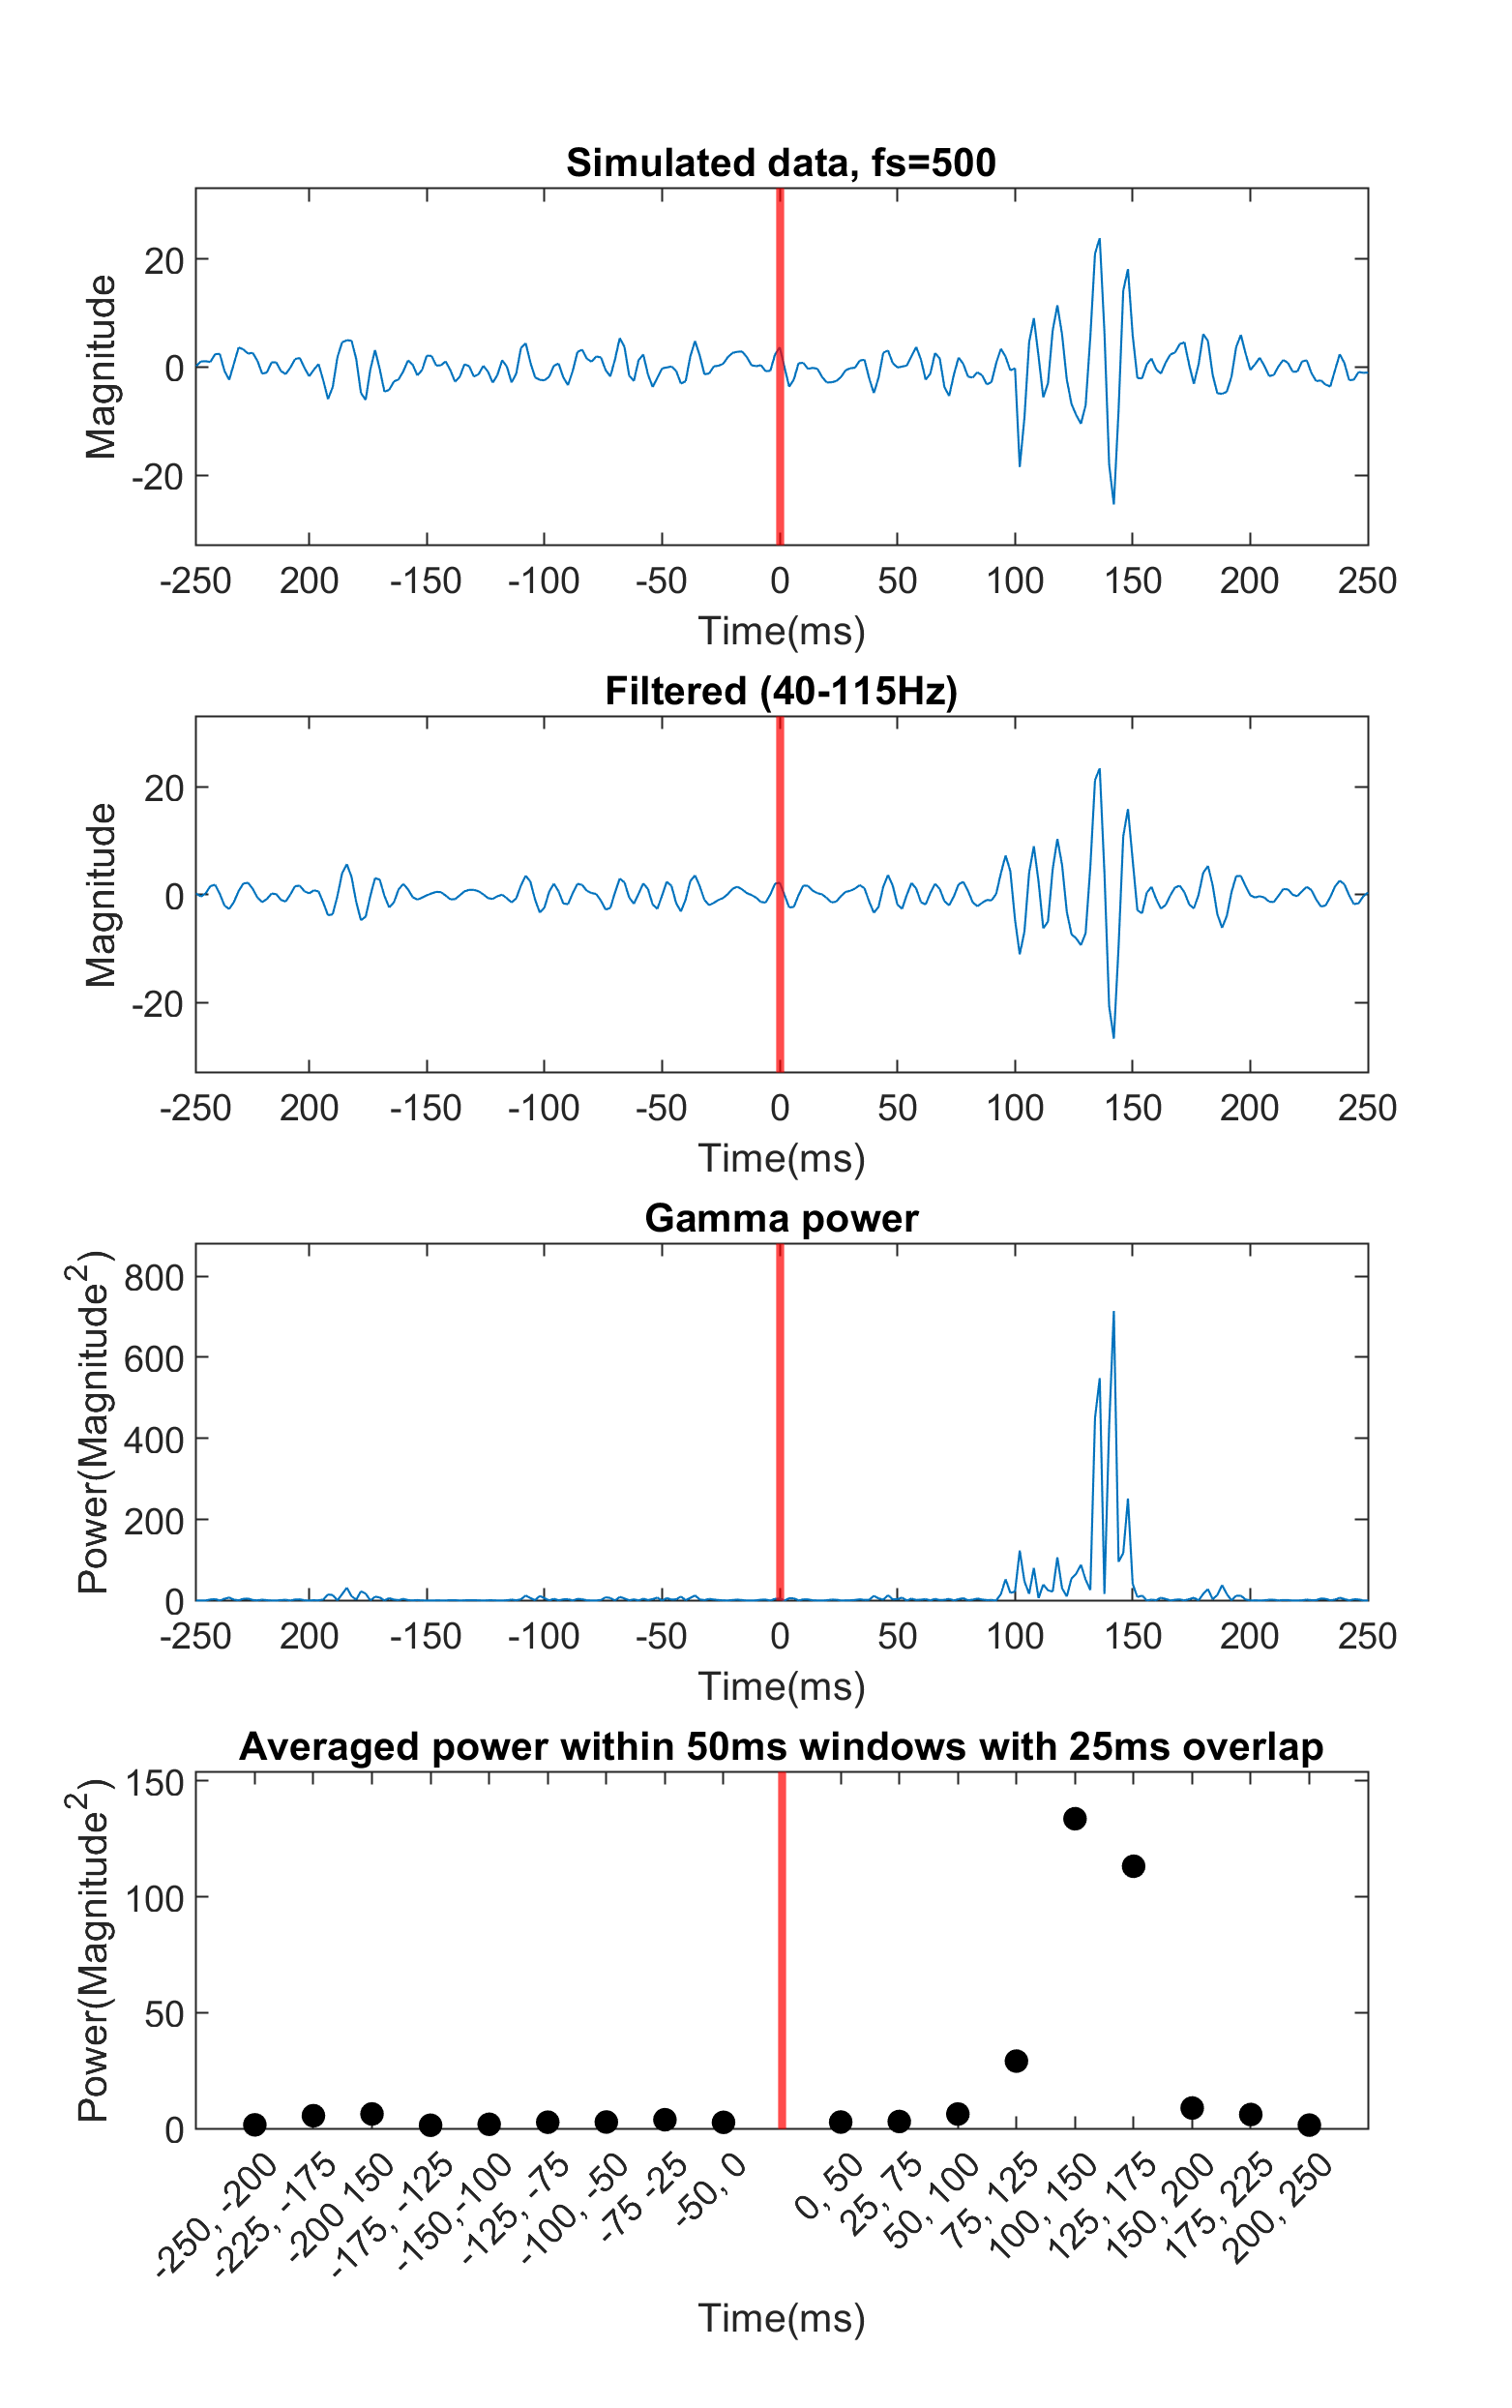 Simulated data, fs=500
Magnitude
20
0
-20
-250 200 -150 -100 -50 0 50 100 150 200 250
Time(ms)
Filtered (40-115Hz)
Magnitude
20
0
-20
-250 200 -150 -100 -50 0 50 100 150 200 250
Time(ms)
Gamma power
Power(Magnitude²)
800
600
400
200
0
-250 200 -150 -100 -50 0 50 100 150 200 250
Time(ms)
Averaged power within 50ms windows with 25ms overlap
Power(Magnitude²)
150
100
50
0
-250, -200
-225, -175
-200 150
-175, -125
-150, -100
-125, -75
-100, -50
-75 -25
-50, 0
0, 50
25, 75
50, 100
75, 125
100, 150
125, 175
150, 200
175, 225
200, 250
Time(ms)